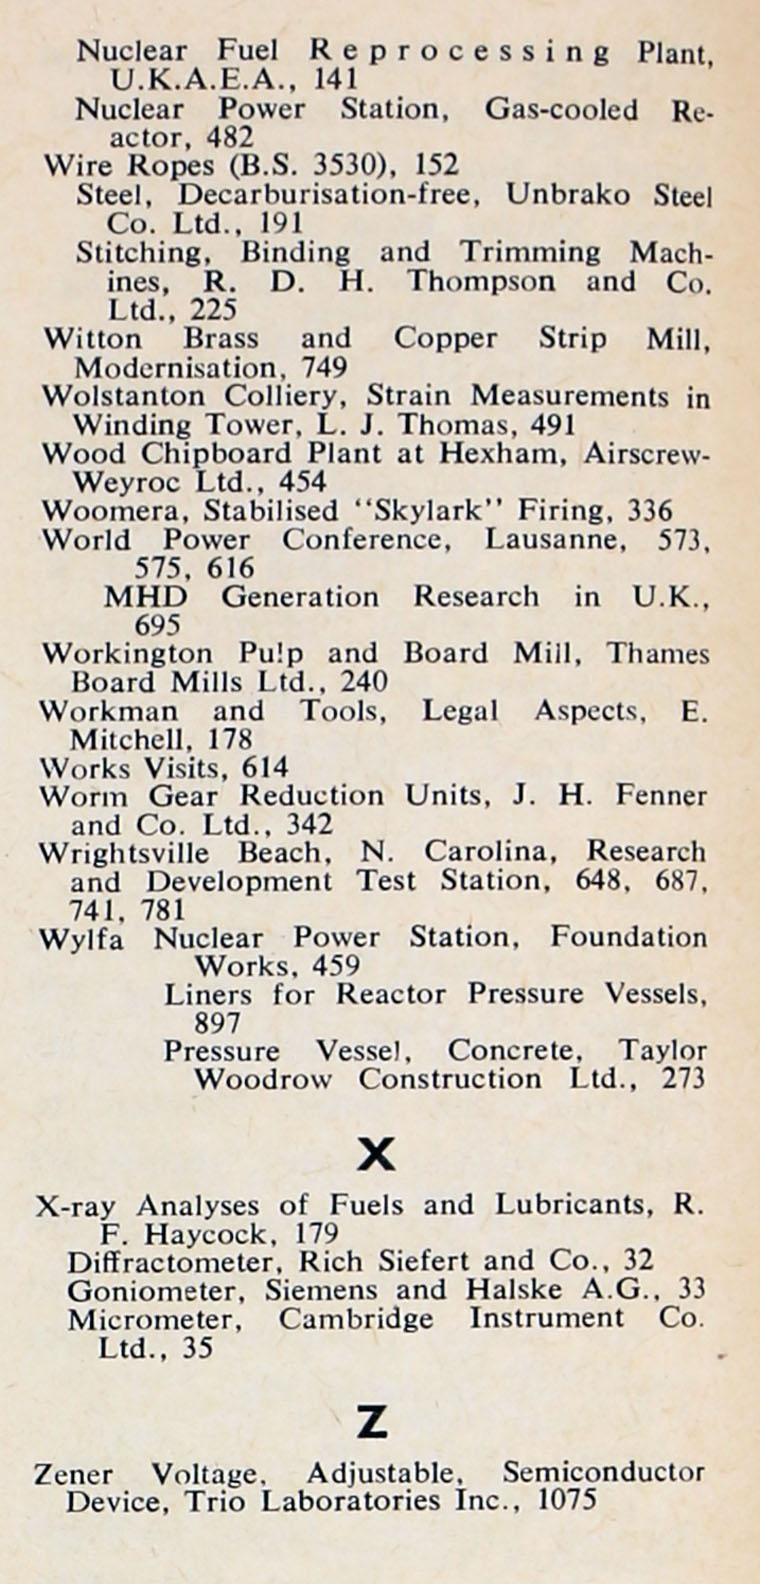 Nuclear Fuel Reprocessing Plant,
U.K.A.E.A., 141
Nuclear Power Station, Gas-cooled Re-
actor, 482
Wire Ropes (B.S. 3530), 152
Steel, Decarburisation-free, Unbrako Steel
Co. Ltd., 191
Stitching, Binding and Trimming Mach-
ines, R. D. H. Thompson and Co.
Ltd., 225
Witton Brass and Copper Strip Mill,
Modernisation, 749
Wolstanton Colliery, Strain Measurements in
Winding Tower, L. J. Thomas, 491
Wood Chipboard Plant at Hexham, Airscrew-
Weyroc Ltd., 454
Woomera, Stabilised "Skylark" Firing, 336
World Power Conference, Lausanne, 573,
575, 616
MHD Generation Research in U.K.,
695
Workington Pulp and Board Mill, Thames
Board Mills Ltd., 240
Workman and Tools, Legal Aspects, E.
Mitchell, 178
Works Visits, 614
Worm Gear Reduction Units, J. H. Fenner
and Co. Ltd., 342
Wrightsville Beach, N. Carolina, Research
and Development Test Station, 648, 687,
741, 781
Wylfa Nuclear Power Station, Foundation
Works, 459
Liners for Reactor Pressure Vessels,
897
Pressure Vessel, Concrete, Taylor
Woodrow Construction Ltd., 273
X
X-ray Analyses of Fuels and Lubricants, R.
F. Haycock, 179
Diffractometer, Rich Siefert and Co., 32
Goniometer, Siemens and Halske A.G., 33
Micrometer, Cambridge Instrument Co.
Ltd., 35
Z
Zener Voltage, Adjustable, Semiconductor
Device, Trio Laboratories Inc., 1075